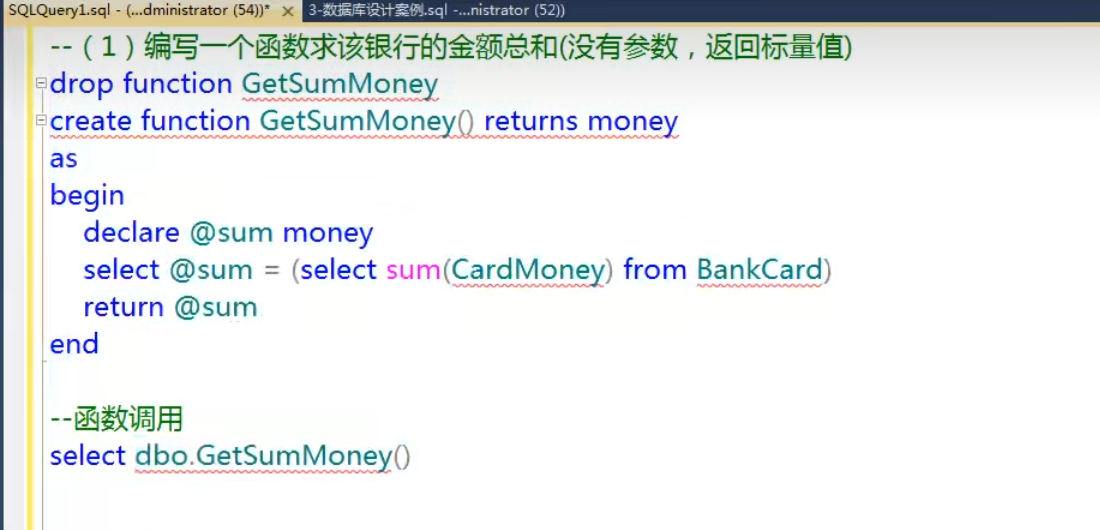 SQLQuery1.sql - (...dministrator (54))* × 3-数据库设计案例.sql -...nistrator (52))
--（1）编写一个函数求该银行的金额总和(没有参数，返回标量值)
drop function GetSumMoney
create function GetSumMoney() returns money
as
begin
declare @sum money
select @sum = (select sum(CardMoney) from BankCard)
return @sum
end
--函数调用
select dbo.GetSumMoney()